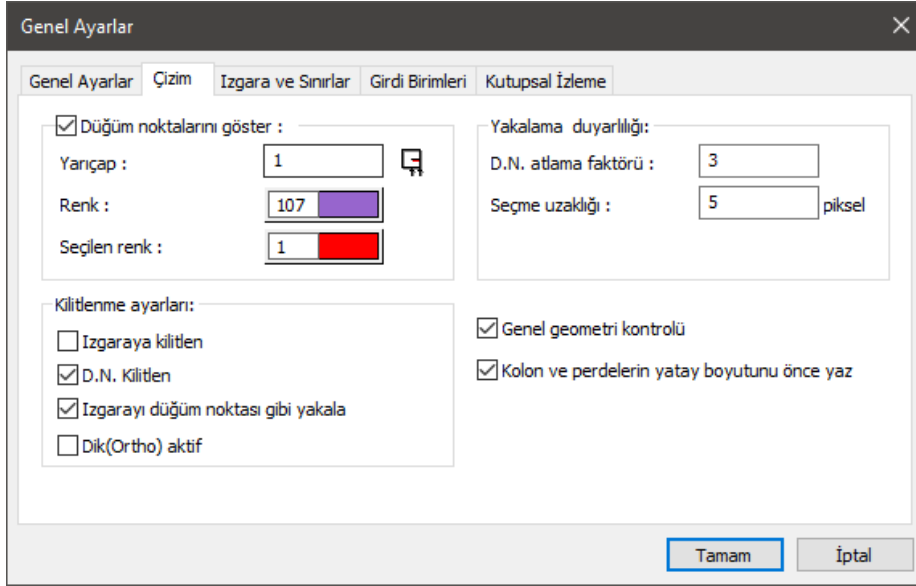 Genel Ayarlar
Genel Ayarlar Çizim Izgara ve Sınırlar Girdi Birimleri Kutupsal İzleme
Düğüm noktalarını göster :
Yarıçap : 1
Renk : 107
Seçilen renk : 1
Yakalama duyarlılığı:
D.N. atlama faktörü : 3
Seçme uzaklığı : 5 piksel
Kilitlenme ayarları:
Izgaraya kilitlen
D.N. Kilitlen
Izgarayı düğüm noktası gibi yakala
Dik(Ortho) aktif
Genel geometri kontrolü
Kolon ve perdelerin yatay boyutunu önce yaz
Tamam İptal